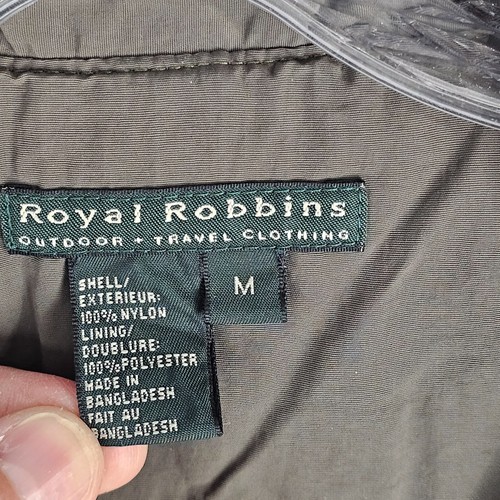 Royal Robbins
OUTDOOR + TRAVEL CLOTHING
M
SHELL/
EXTERIEUR:
100% NYLON
LINING/
DOUBLURE:
100% POLYESTER
MADE IN
BANGLADESH
FAIT AU
BANGLADESH